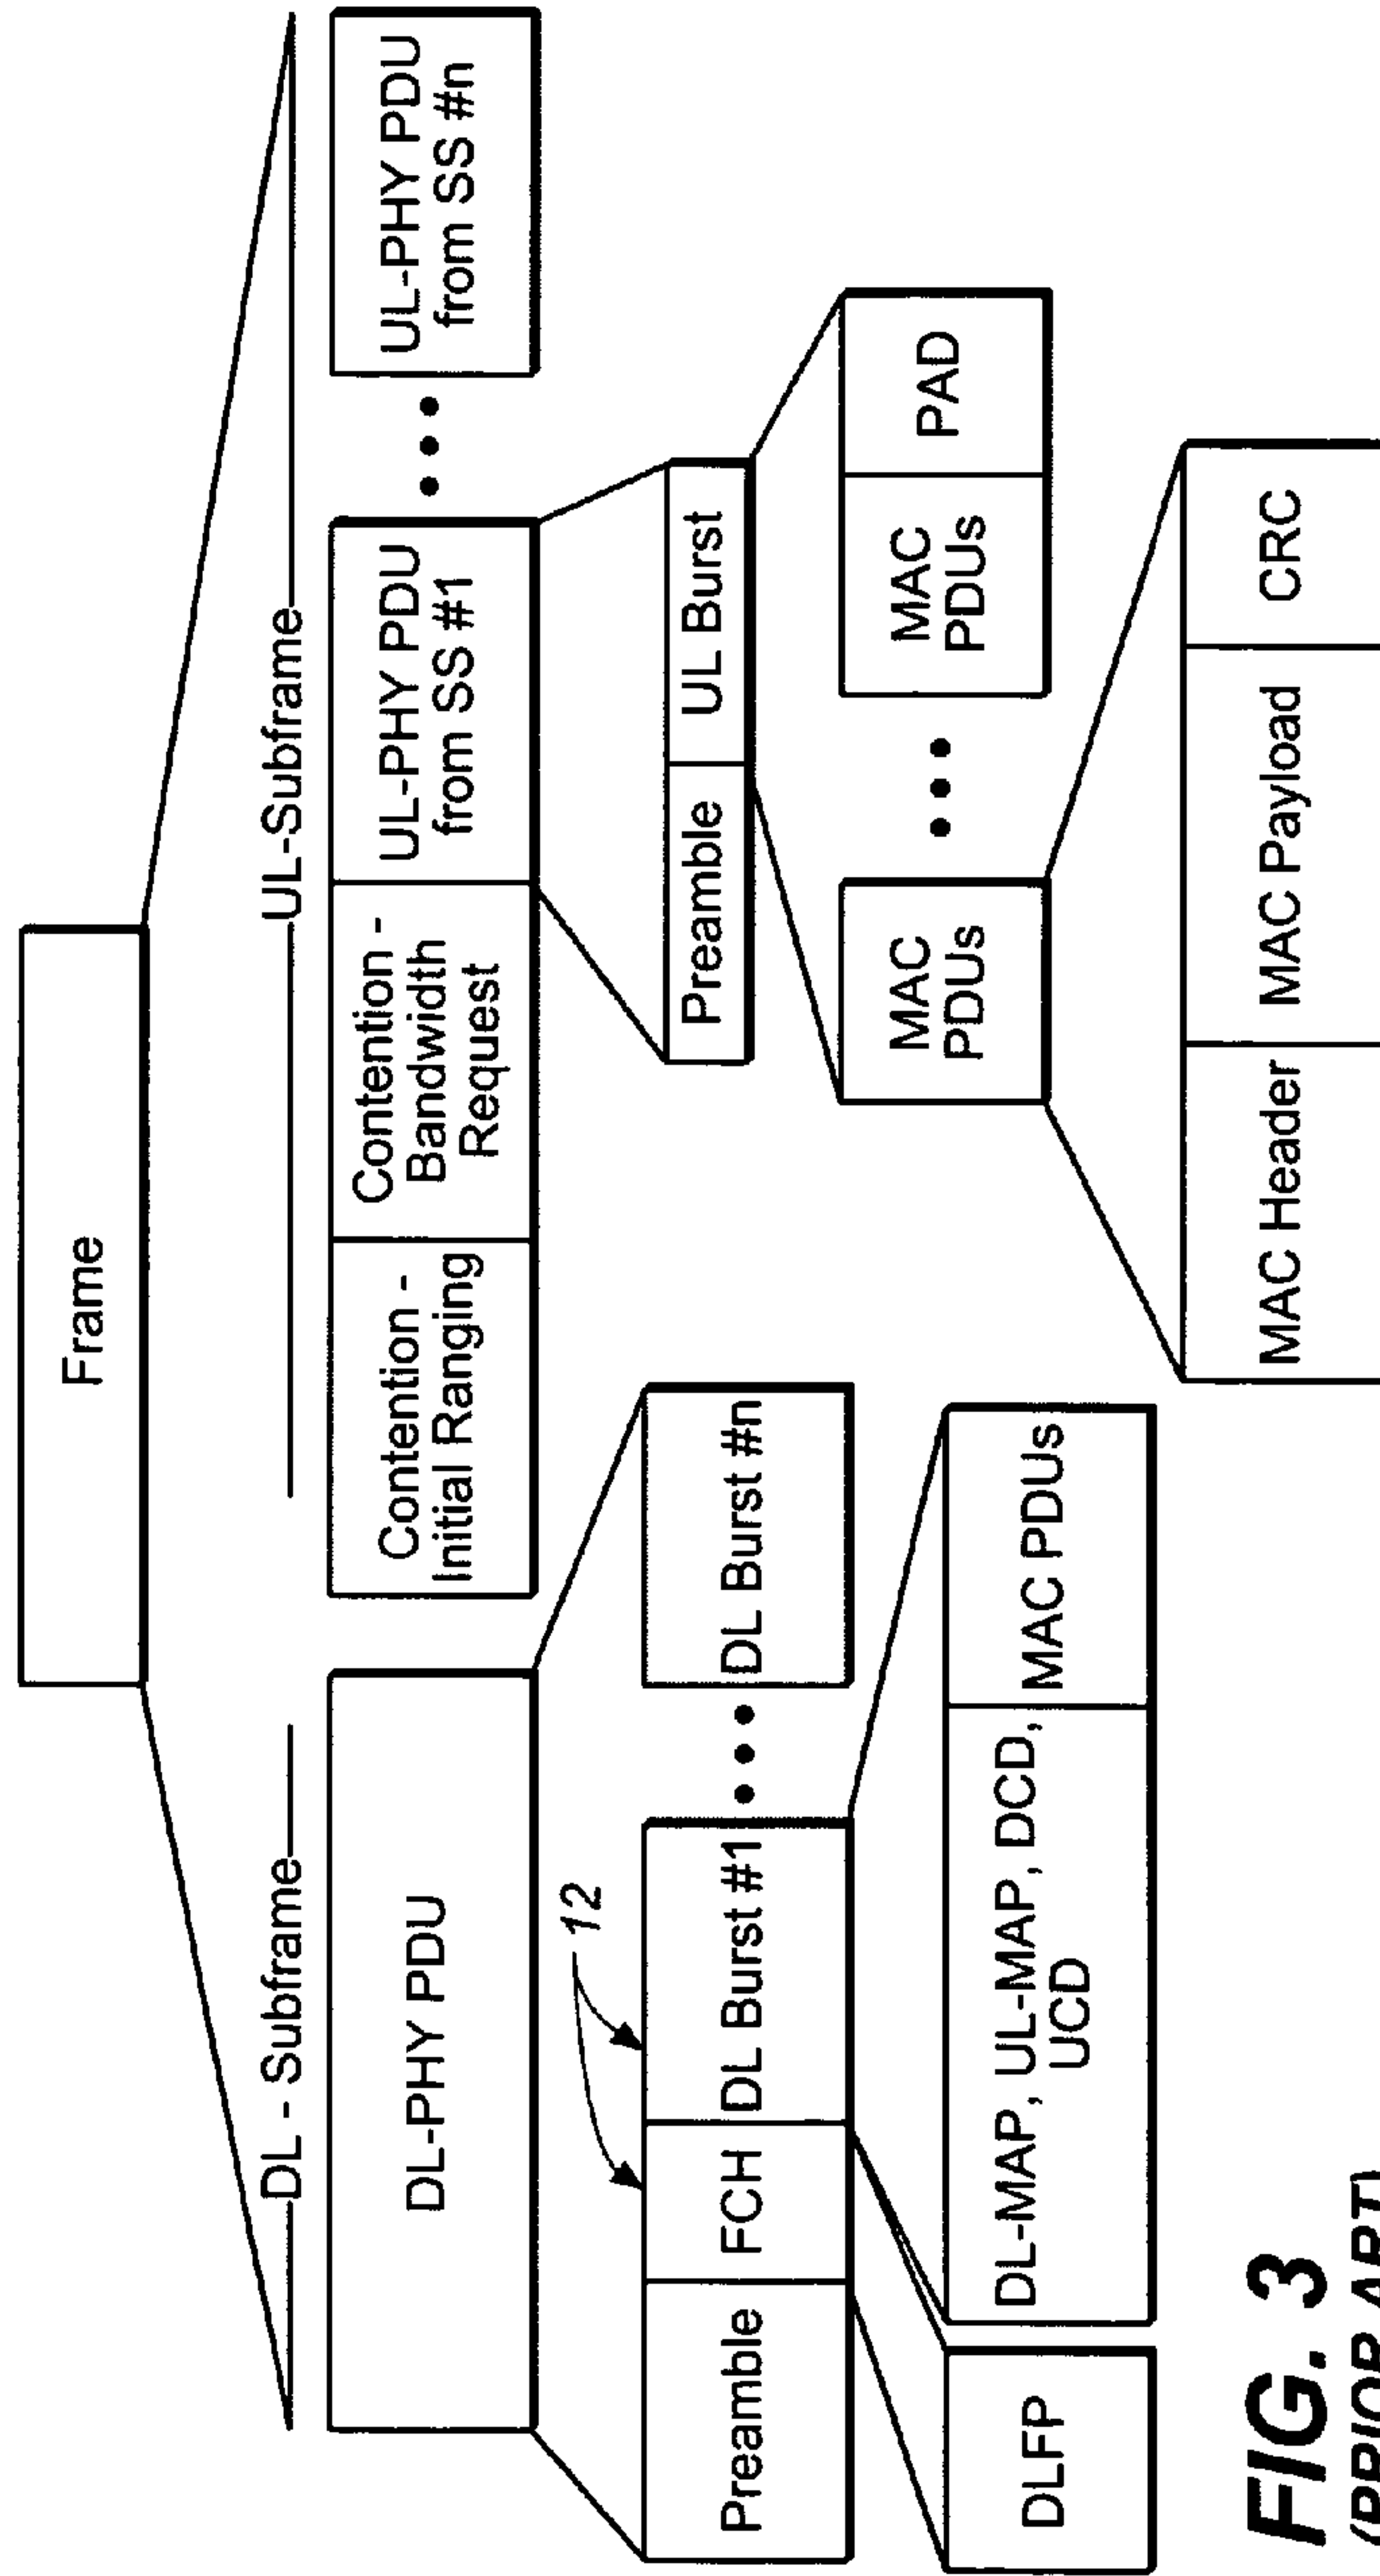 Frame
DL - Subframe
UL-Subframe
DL-PHY PDU
Contention -
Initial Ranging
Contention -
Bandwidth
Request
UL-PHY PDU
from SS #1
UL-PHY PDU
from SS #n
12
Preamble
FCH
DL Burst #1
DL Burst #n
Preamble
UL Burst
DLFP
DL-MAP, UL-MAP, DCD,
UCD
MAC PDUs
MAC
PDUs
MAC
PDUs
PAD
MAC Header
MAC Payload
CRC
FIG. 3
(PRIOR ART)